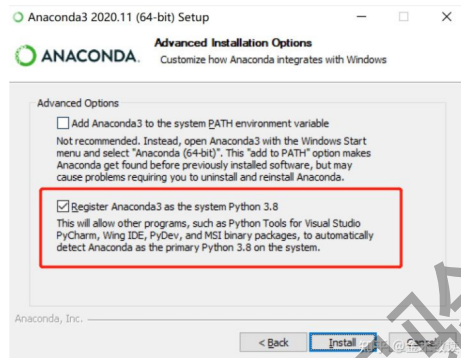 Anaconda3 2020.11 (64-bit) Setup
ANACONDA.
Advanced Installation Options
Customize how Anaconda integrates with Windows
Advanced Options
Add Anaconda3 to the system PATH environment variable
Not recommended. Instead, open Anaconda3 with the Windows Start
menu and select "Anaconda (64-bit)". This "add to PATH" option makes
Anaconda get found before previously installed software, but may
cause problems requiring you to uninstall and reinstall Anaconda.
Register Anaconda3 as the system Python 3.8
This will allow other programs, such as Python Tools for Visual Studio
PyCharm, Wing IDE, PyDev, and MSI binary packages, to automatically
detect Anaconda as the primary Python 3.8 on the system.
Anaconda, Inc.
< Back
Install
Cancel